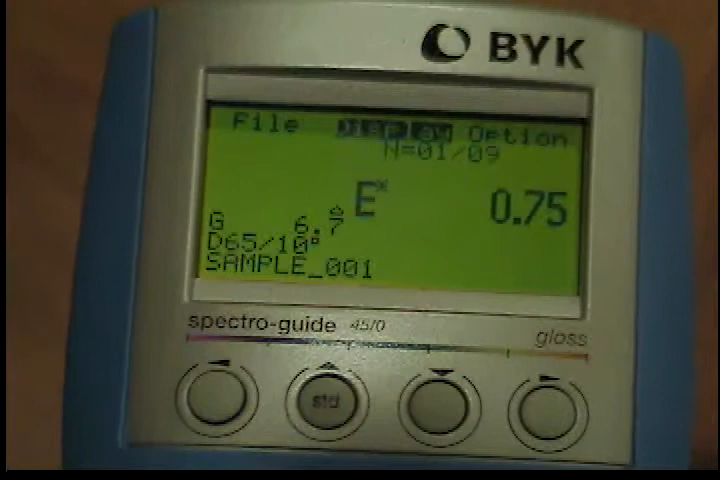 BYK
File Display Option
N=01/09
E* 0.75
G 6.7
D65/10°
SAMPLE_001
spectro-guide 45/0 gloss
std